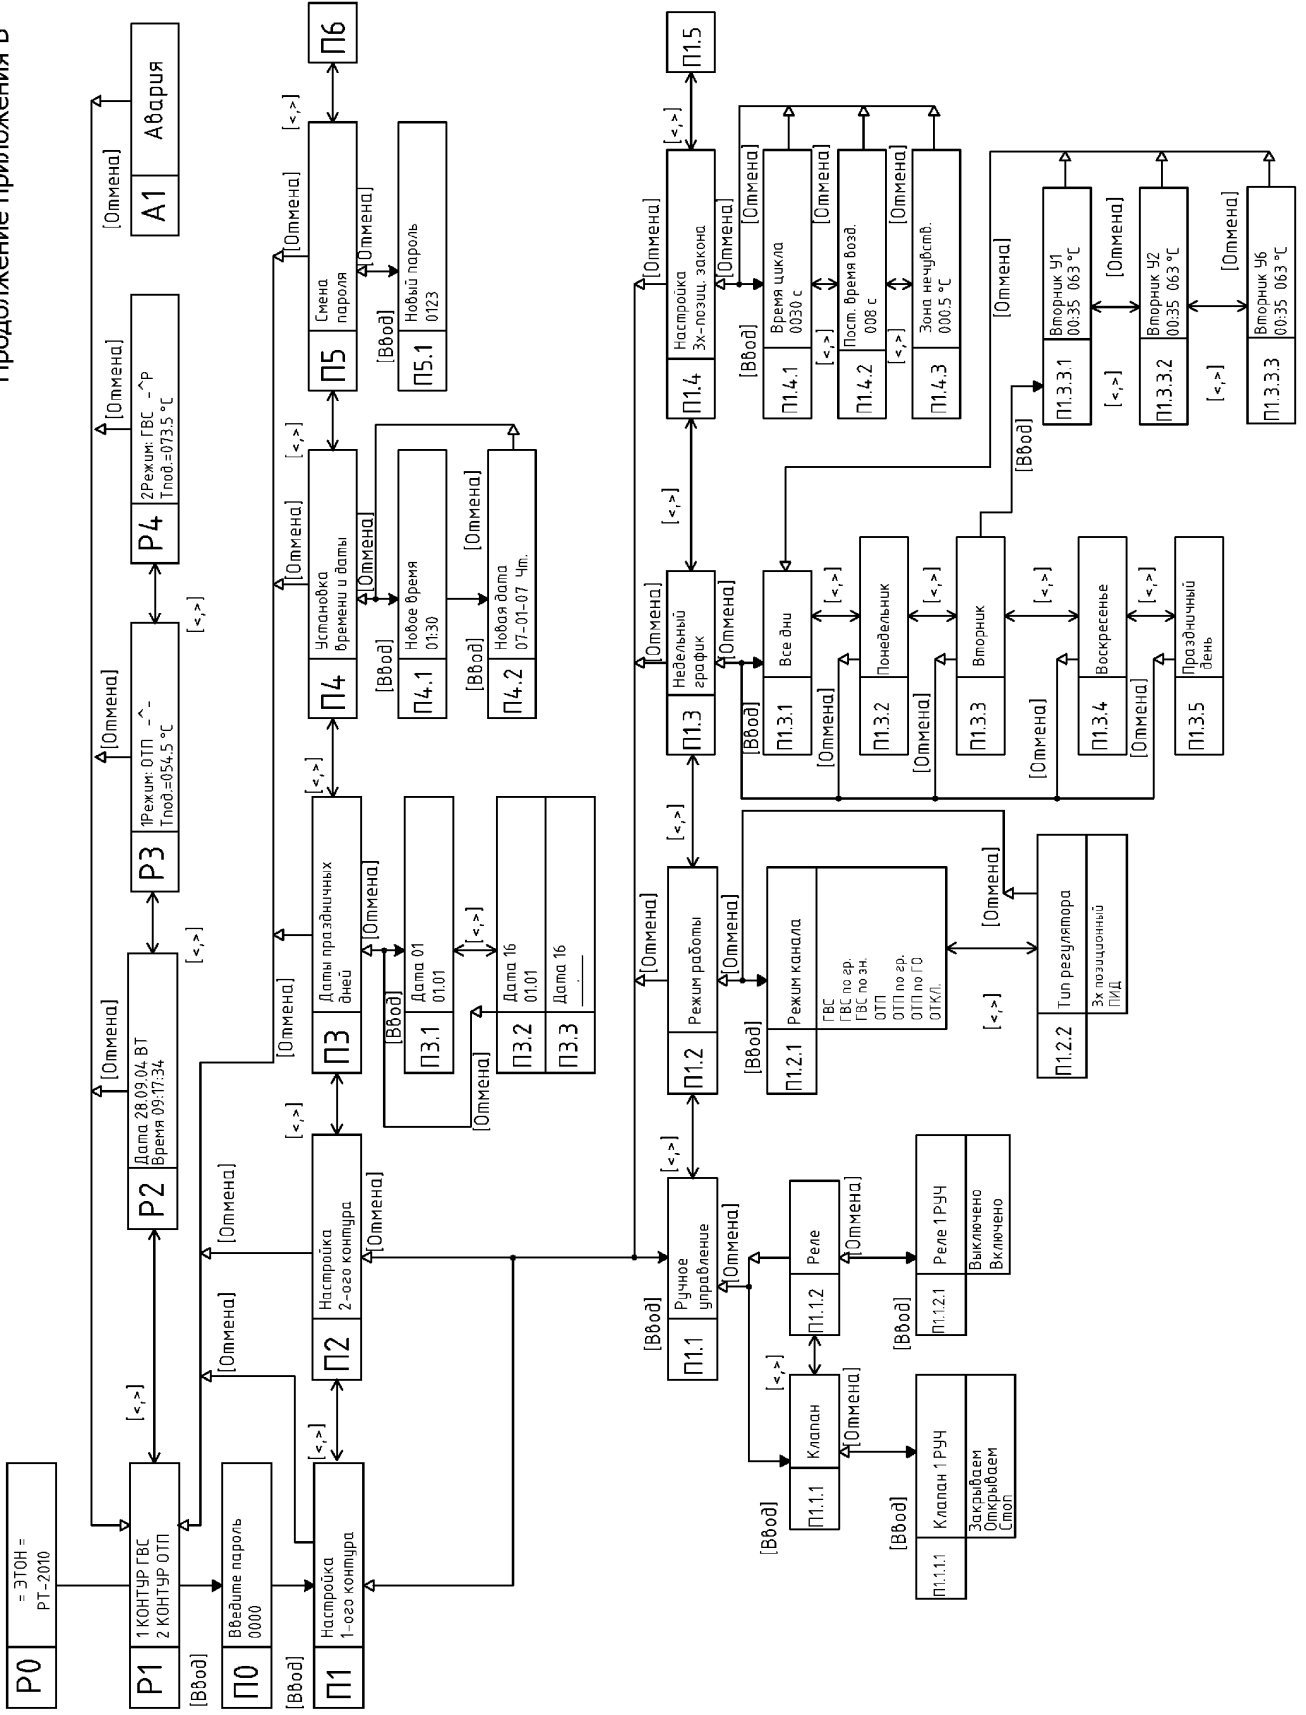 Продолжение приложения В
Р0
= ЭТОН =
РТ-2010
Р1
1 КОНТУР ГВС
2 КОНТУР ОТП
[<,>]
Р2
Дата 28.09.04 ВТ
Время 09:17:34
[Отмена]
[<,>]
Р3
1Режим: ОТП -^-
Tпод.=054.5 °C
[Отмена]
[<,>]
Р4
2Режим: ГВС -^Р
Tпод.=073.5 °C
[Отмена]
А1
Авария
[Отмена]
[Ввод]
П0
Введите пароль
0000
[Ввод]
П1
Настройка
1-ого контура
[Отмена]
[<,>]
П2
Настройка
2-ого контура
[Отмена]
[Отмена]
[<,>]
П3
Даты праздничных
дней
[Отмена]
[Отмена]
[<,>]
[Ввод]
П3.1
Дата 01
01.01
[<,>]
[Отмена]
П3.2
Дата 16
01.01
П3.3
Дата 16
__.__
П4
Установка
времени и даты
[Отмена]
[Отмена]
[<,>]
[Ввод]
П4.1
Новое время
01:30
[Ввод]
[Отмена]
П4.2
Новая дата
07-01-07 Чт.
П5
Смена
пароля
[Отмена]
[Отмена]
[<,>]
[Ввод]
П5.1
Новый пароль
0123
П6
[Ввод]
П1.1
Ручное
управление
[Отмена]
[<,>]
[Ввод]
П1.1.1
Клапан
[<,>]
[Отмена]
П1.1.2
Реле
[Отмена]
[Ввод]
П1.1.1.1
Клапан 1 РУЧ
Закрываем
Открываем
Стоп
[Ввод]
П1.1.2.1
Реле 1 РУЧ
Выключено
Включено
П1.2
Режим работы
[Отмена]
[Отмена]
[<,>]
[Ввод]
П1.2.1
Режим канала
ГВС
ГВС по гр.
ГВС по зн.
ОТП
ОТП по гр.
ОТП по ГО
ОТКЛ.
[<,>]
[Отмена]
П1.2.2
Тип регулятора
3х позиционный
ПИД
П1.3
Недельный
график
[Отмена]
[Отмена]
[<,>]
[Ввод]
П1.3.1
Все дни
[<,>]
[Отмена]
П1.3.2
Понедельник
[<,>]
[Отмена]
П1.3.3
Вторник
[<,>]
[Отмена]
П1.3.4
Воскресенье
[<,>]
[Отмена]
П1.3.5
Праздничный
день
П1.4
Настройка
3х-позиц. закона
[Отмена]
[Отмена]
[<,>]
[Ввод]
П1.4.1
Время цикла
0030 с
[Отмена]
[<,>]
П1.4.2
Пост. время возд.
008 с
[Отмена]
[<,>]
П1.4.3
Зона нечувств.
000.5 °C
[Отмена]
П1.5
[Ввод]
[Отмена]
П1.3.3.1
Вторник У1
00:35 063 °C
[<,>]
[Отмена]
П1.3.3.2
Вторник У2
00:35 063 °C
[<,>]
[Отмена]
П1.3.3.3
Вторник У6
00:35 063 °C